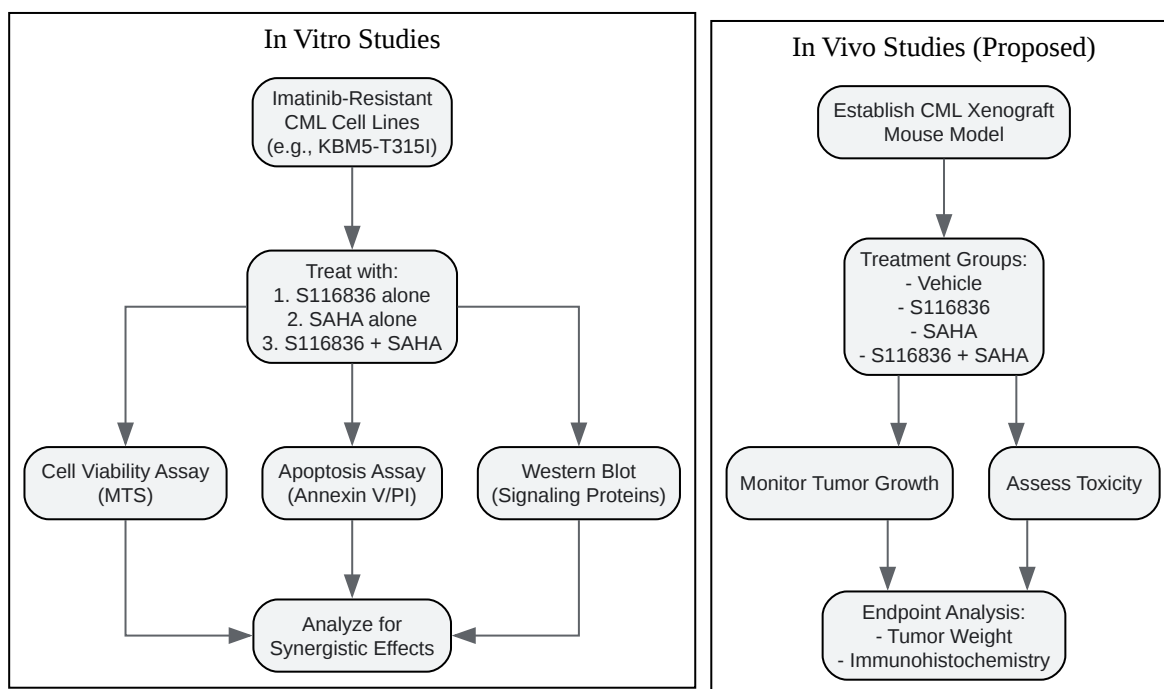 In Vitro Studies
Imatinib-Resistant
CML Cell Lines
(e.g., KBM5-T315I)
Treat with:
1. S116836 alone
2. SAHA alone
3. S116836 + SAHA
Cell Viability Assay
(MTS)
Apoptosis Assay
(Annexin V/PI)
Western Blot
(Signaling Proteins)
Analyze for
Synergistic Effects
In Vivo Studies (Proposed)
Establish CML Xenograft
Mouse Model
Treatment Groups:
- Vehicle
- S116836
- SAHA
- S116836 + SAHA
Monitor Tumor Growth
Assess Toxicity
Endpoint Analysis:
- Tumor Weight
- Immunohistochemistry